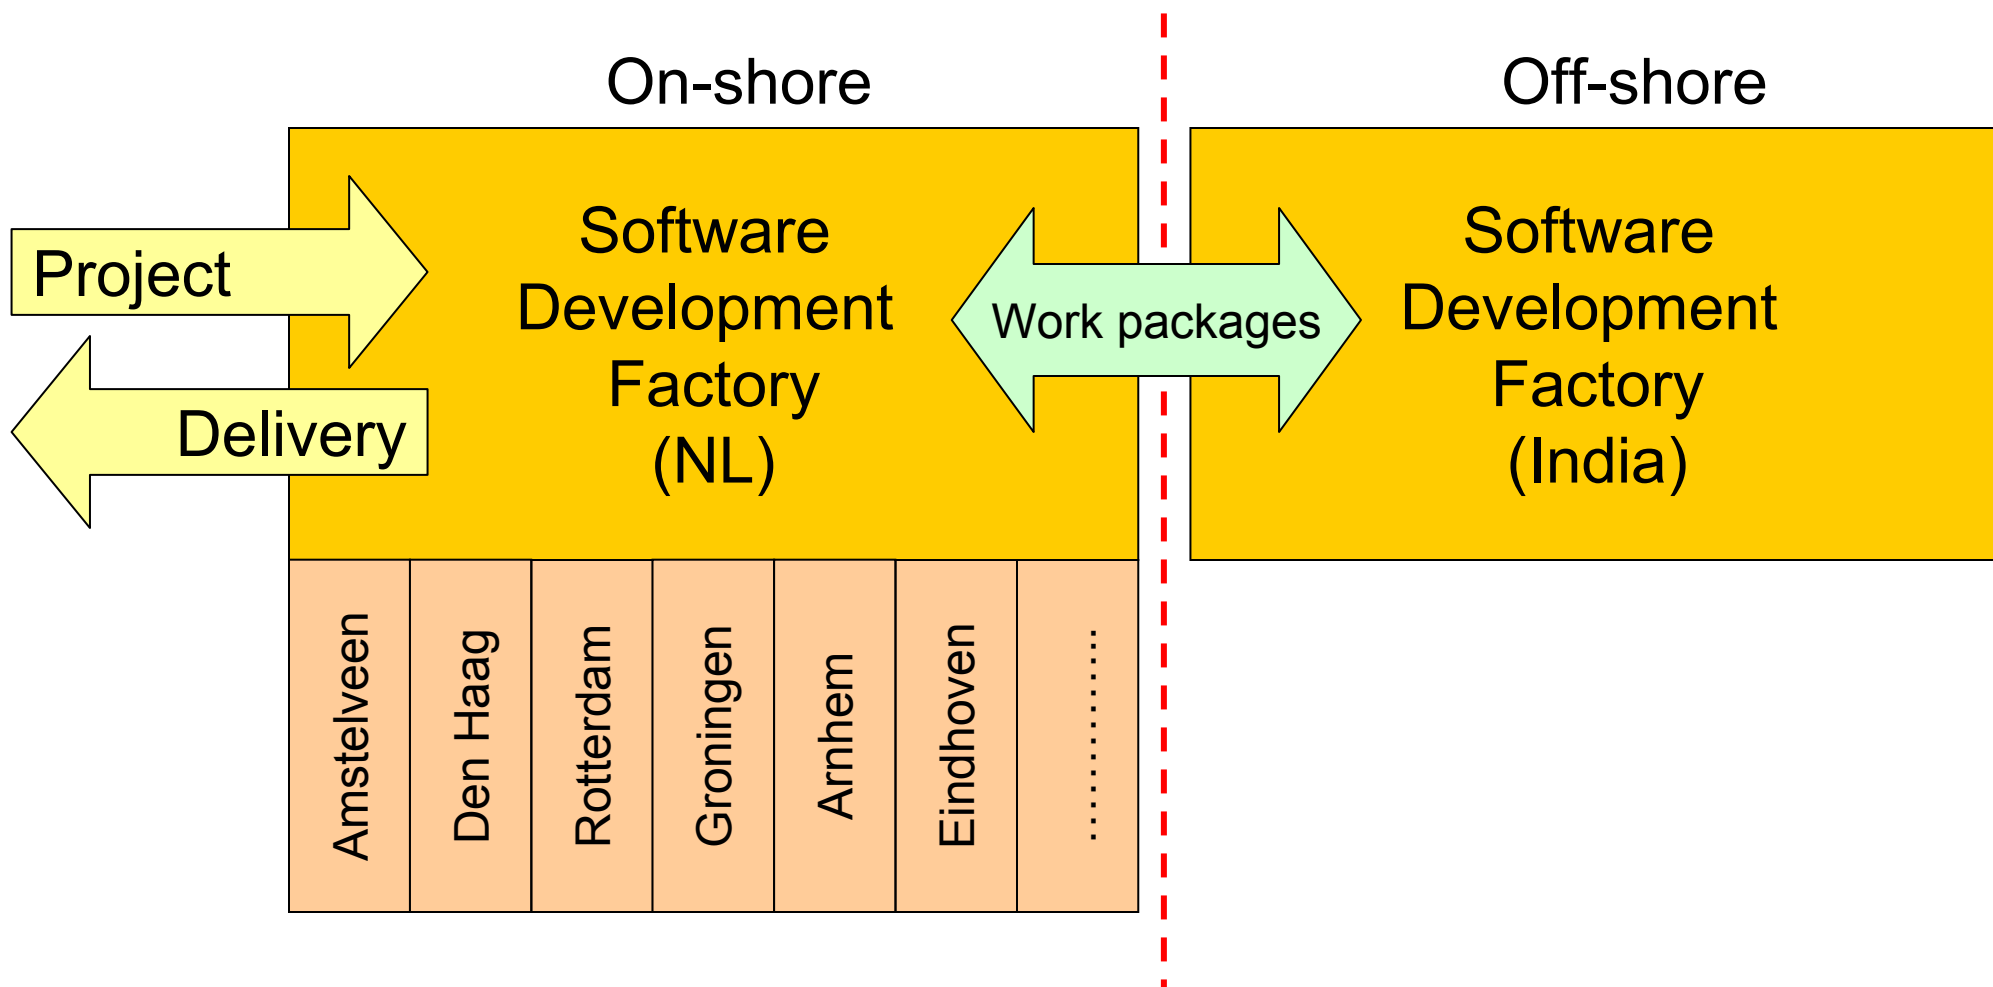 On-shore
Off-shore
Project
Delivery
Software
Development
Factory
(NL)
Work packages
Software
Development
Factory
(India)
Amstelveen
Den Haag
Rotterdam
Groningen
Arnhem
Eindhoven
…………..